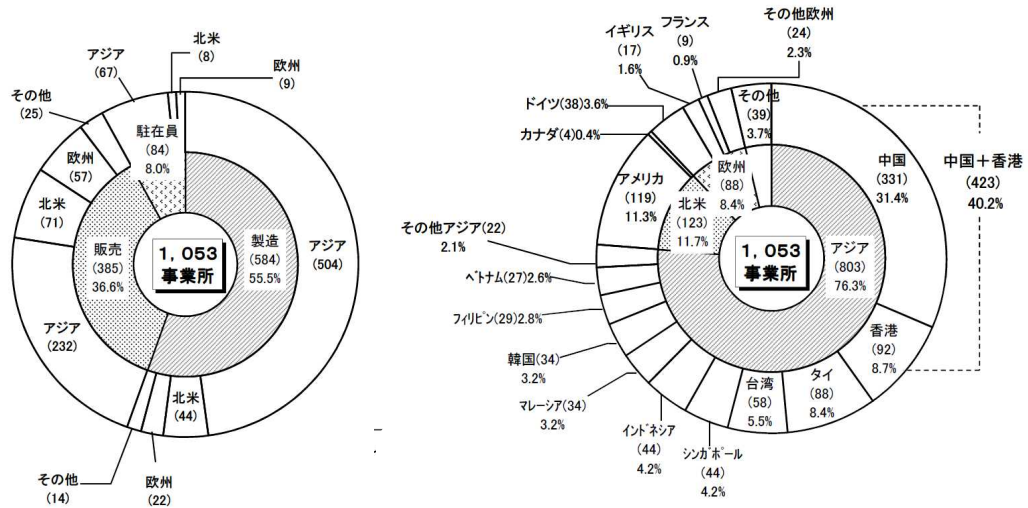 北米
(8)
アジア
(67)
欧州
(9)
その他
(25)
駐在員
(84)
8.0%
欧州
(57)
北米
(71)
販売
(385)
36.6%
1,053
事業所
製造
(584)
55.5%
アジア
(504)
アジア
(232)
北米
(44)
その他
(14)
欧州
(22)
その他欧州
(24)
2.3%
フランス
(9)
0.9%
イギリス
(17)
1.6%
ドイツ(38)3.6%
カナダ(4)0.4%
その他
(39)
3.7%
中国
(331)
31.4%
中国+香港
(423)
40.2%
アメリカ
(119)
11.3%
欧州
(88)
8.4%
北米
(123)
11.7%
1,053
事業所
アジア
(803)
76.3%
その他アジア(22)
2.1%
ベトナム(27)2.6%
フィリピン(29)2.8%
韓国(34)
3.2%
マレーシア(34)
3.2%
インドネシア
(44)
4.2%
シンガポール
(44)
4.2%
台湾
(58)
5.5%
タイ
(88)
8.4%
香港
(92)
8.7%